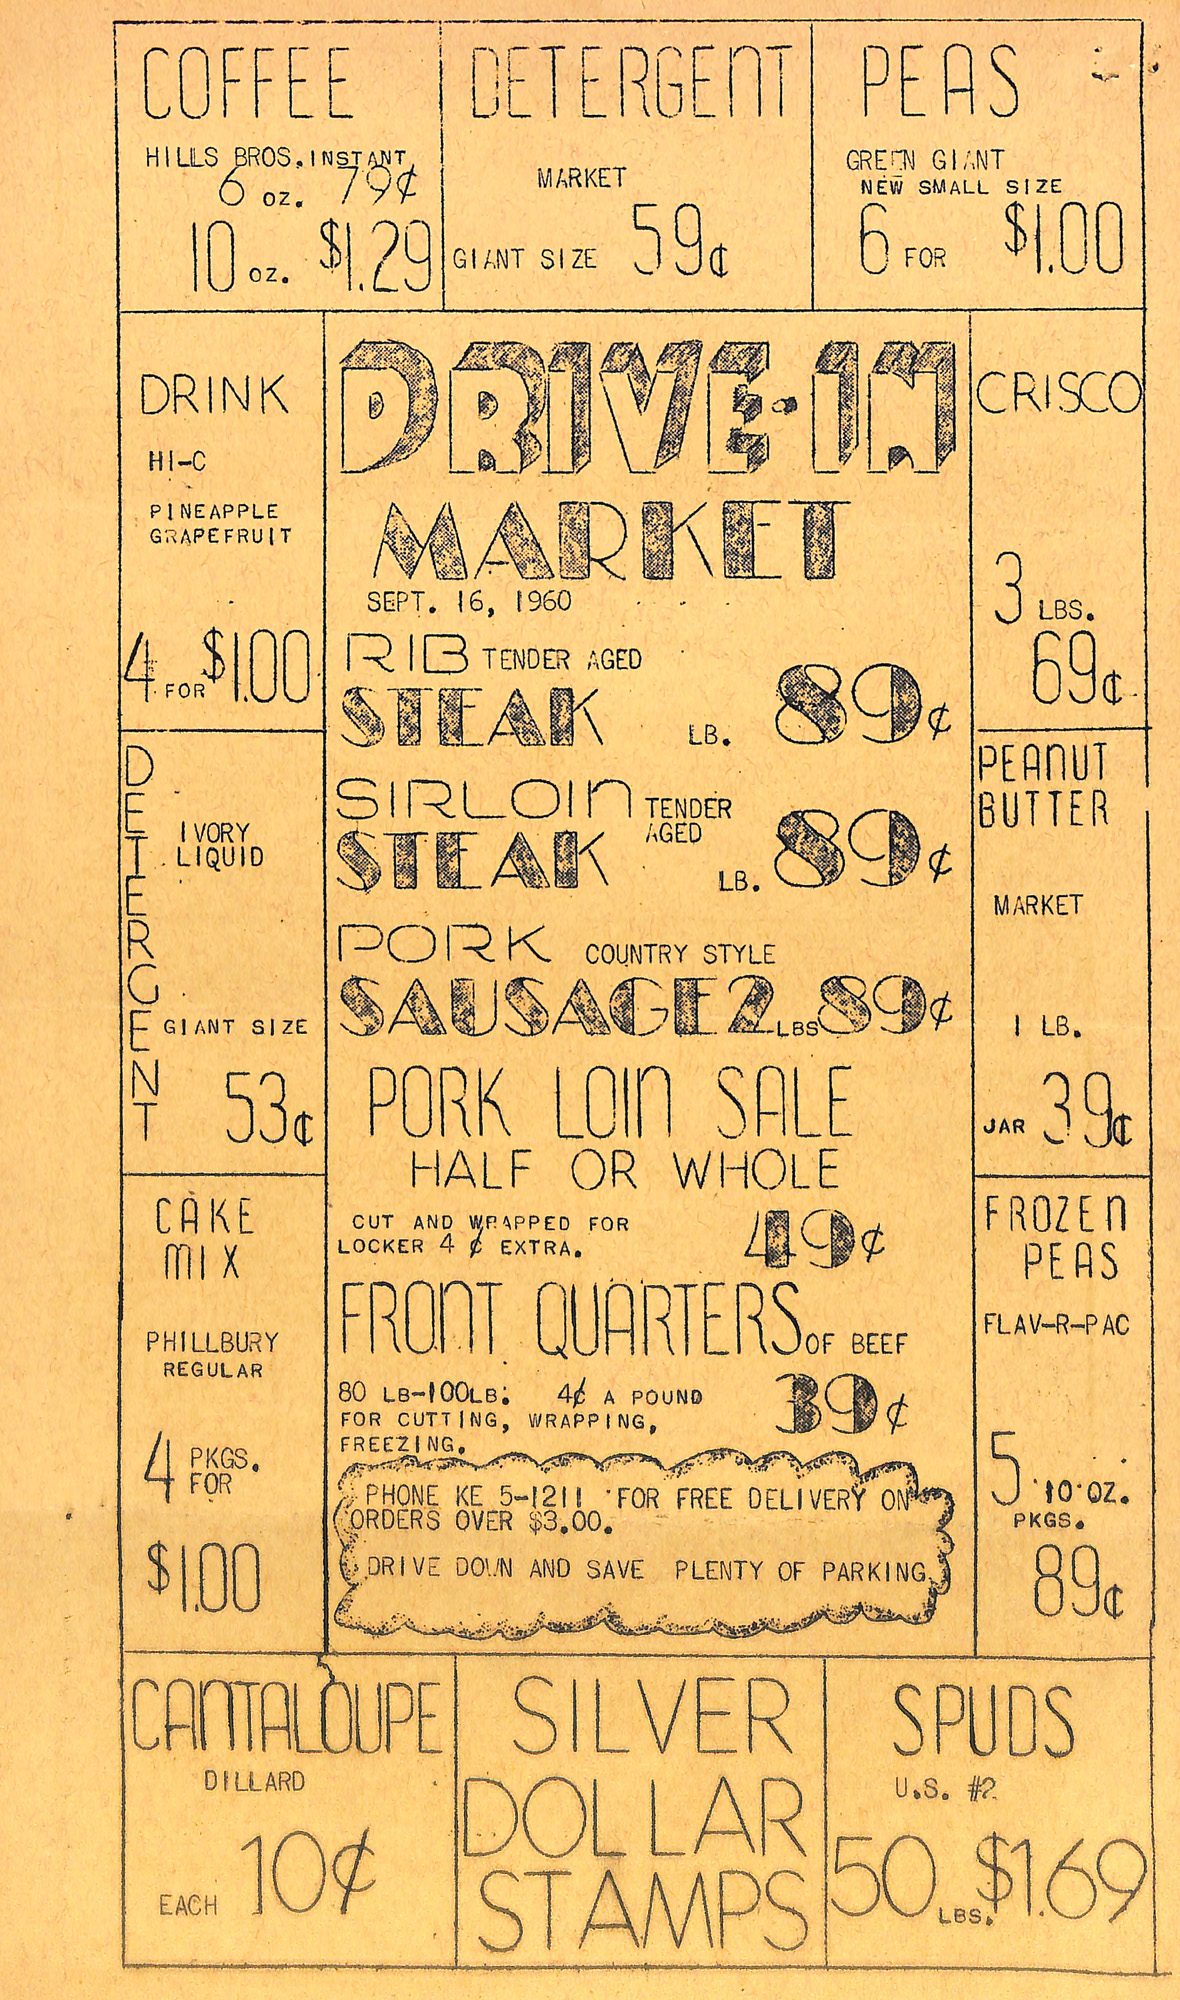 COFFEE
HILLS BROS. INSTANT
6 OZ. 79¢
10 OZ. $1.29
DETERGENT
MARKET
GIANT SIZE 59¢
PEAS
GREEN GIANT
NEW SMALL SIZE
6 FOR $1.00
DRINK
HI-C
PINEAPPLE
GRAPEFRUIT
4 FOR $1.00
DETERGENT
IVORY
LIQUID
GIANT SIZE
53¢
CAKE
MIX
PHILLBURY
REGULAR
4 PKGS.
FOR
$1.00
DRIVE-IN
MARKET
SEPT. 16, 1960
RIB TENDER AGED
STEAK LB. 89¢
SIRLOIN TENDER
AGED
STEAK LB. 89¢
PORK COUNTRY STYLE
SAUSAGE 2 LBS 89¢
PORK LOIN SALE
HALF OR WHOLE
CUT AND WRAPPED FOR
LOCKER 4 ¢ EXTRA. 49¢
FRONT QUARTERS OF BEEF
80 LB-100LB. 4¢ A POUND
FOR CUTTING, WRAPPING,
FREEZING. 39¢
PHONE KE 5-1211 FOR FREE DELIVERY ON
ORDERS OVER $3.00.
DRIVE DOWN AND SAVE PLENTY OF PARKING
CRISCO
3 LBS.
69¢
PEANUT
BUTTER
MARKET
1 LB.
JAR 39¢
FROZEN
PEAS
FLAV-R-PAC
5 10 OZ.
PKGS.
89¢
CANTALOUPE
DILLARD
EACH 10¢
SILVER
DOLLAR
STAMPS
SPUDS
U.S. #2
50 LBS. $1.69